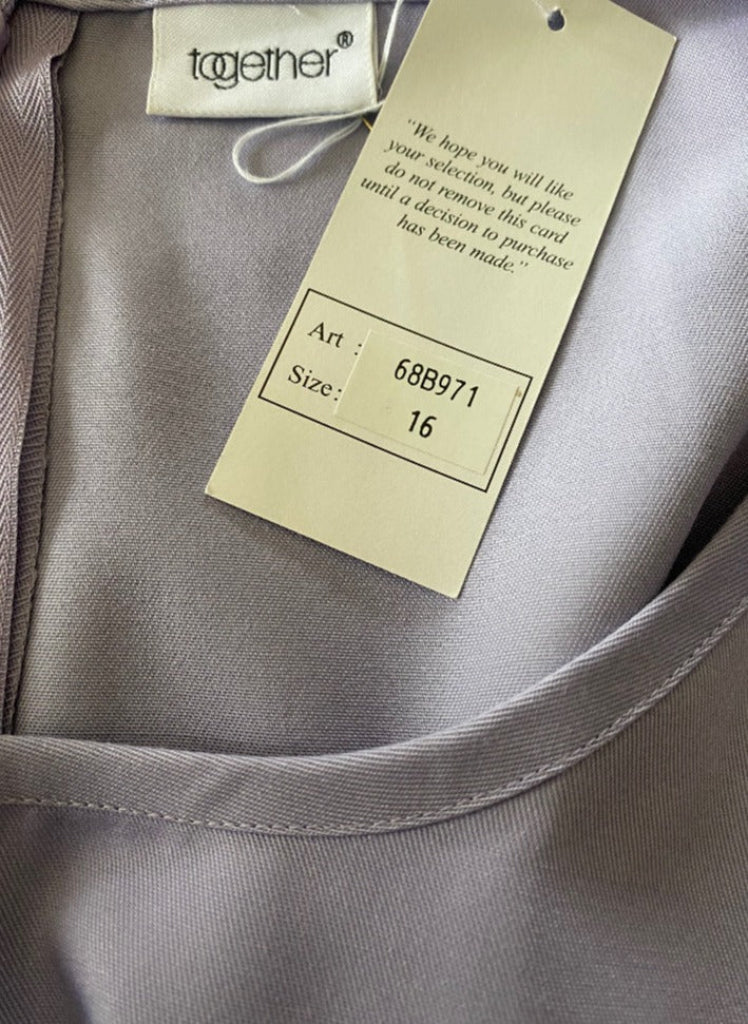 together®
"We hope you will like
your selection, but please
do not remove this card
until a decision to purchase
has been made."
Art : 68B971
Size: 16